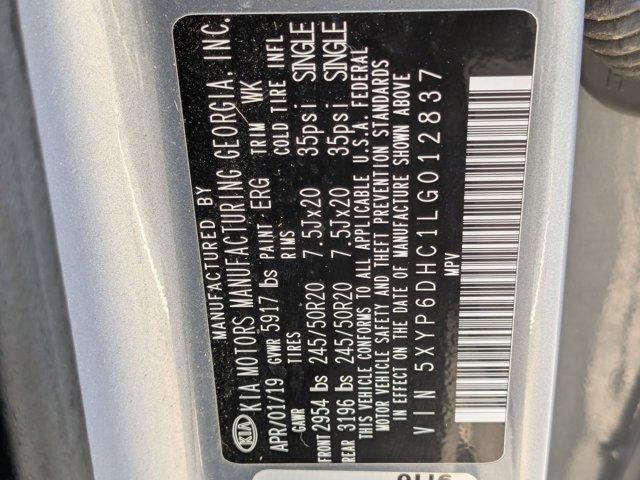 MANUFACTURED BY
KIA KIA MOTORS MANUFACTURING GEORGIA, INC.
APR/01/19 GVWR 5917 lbs PAINT ERG TRIM WK
GAWR TIRES RIMS COLD TIRE INFL
FRONT 2954 lbs 245/50R20 7.5Jx20 35psi SINGLE
REAR 3196 lbs 245/50R20 7.5Jx20 35psi SINGLE
THIS VEHICLE CONFORMS TO ALL APPLICABLE U.S.A. FEDERAL
MOTOR VEHICLE SAFETY AND THEFT PREVENTION STANDARDS
IN EFFECT ON THE DATE OF MANUFACTURE SHOWN ABOVE
VIN 5XYP6DHC1LG012837
MPV